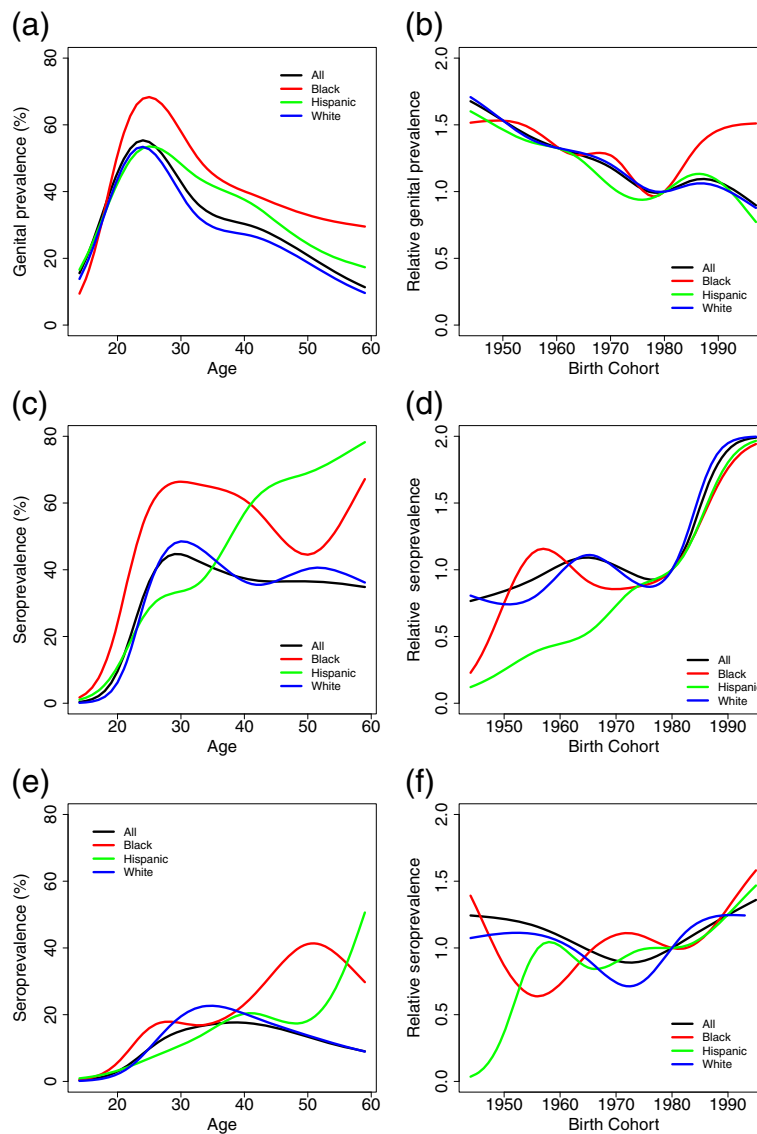 (a)
Genital prevalence (%)
80
60
40
20
0
All
Black
Hispanic
White
20 30 40 50 60
Age
(b)
Relative genital prevalence
2.0
1.5
1.0
0.5
0.0
All
Black
Hispanic
White
1950 1960 1970 1980 1990
Birth Cohort
(c)
Seroprevalence (%)
80
60
40
20
0
All
Black
Hispanic
White
20 30 40 50 60
Age
(d)
Relative seroprevalence
2.0
1.5
1.0
0.5
0.0
All
Black
Hispanic
White
1950 1960 1970 1980 1990
Birth Cohort
(e)
Seroprevalence (%)
80
60
40
20
0
All
Black
Hispanic
White
20 30 40 50 60
Age
(f)
Relative seroprevalence
2.0
1.5
1.0
0.5
0.0
All
Black
Hispanic
White
1950 1960 1970 1980 1990
Birth Cohort